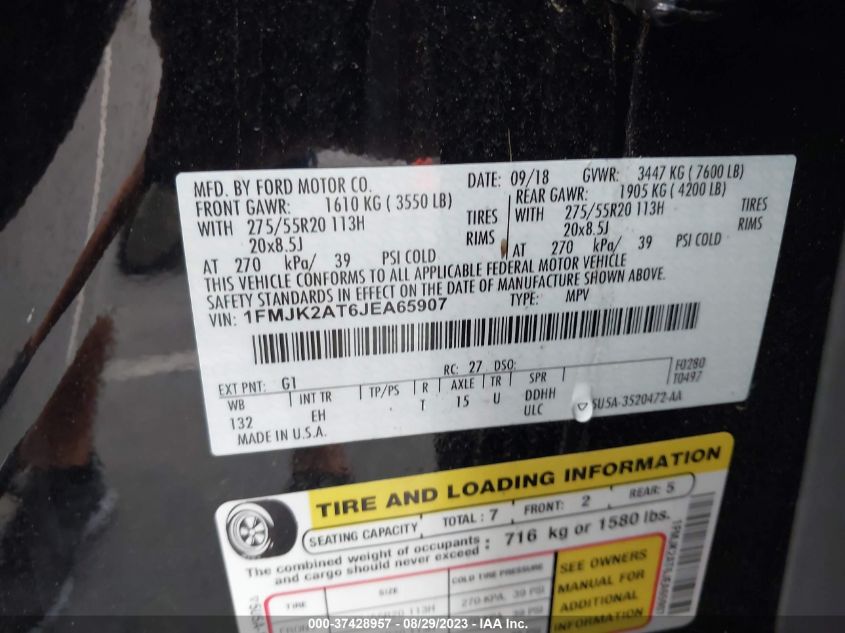 MFD. BY FORD MOTOR CO.
DATE: 09/18 GVWR: 3447 KG ( 7600 LB)
FRONT GAWR: 1610 KG ( 3550 LB)
REAR GAWR: 1905 KG ( 4200 LB)
WITH 275/55R20 113H TIRES
WITH 275/55R20 113H TIRES
20x8.5J RIMS
20x8.5J RIMS
AT 270 kPa/ 39 PSI COLD
AT 270 kPa/ 39 PSI COLD
THIS VEHICLE CONFORMS TO ALL APPLICABLE FEDERAL MOTOR VEHICLE
SAFETY STANDARDS IN EFFECT ON THE DATE OF MANUFACTURE SHOWN ABOVE.
VIN: 1FMJK2AT6JEA65907 TYPE: MPV
EXT PNT: G1 RC: 27 DSO: F0280
T0497
WB INT TR TP/PS R AXLE TR SPR
132 EH T 15 U DDHH
ULC 5U5A-3520472-AA
MADE IN U.S.A.
TIRE AND LOADING INFORMATION
SEATING CAPACITY TOTAL : 7 FRONT: 2 REAR: 5
The combined weight of occupants
and cargo should never exceed : 716 kg or 1580 lbs.
TIRE SIZE COLD TIRE PRESSURE
113H 270 KPA, 39 PSI
SEE OWNERS
MANUAL FOR
ADDITIONAL
INFORMATION
000-37428957 - 08/29/2023 - IAA Inc.